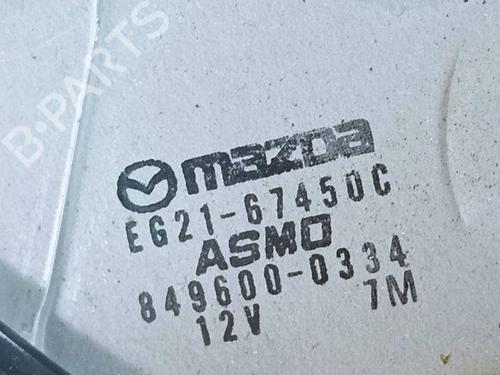 B-PARTS
mazda
EG21-67450C
ASMO
849600-0334
12V 7M